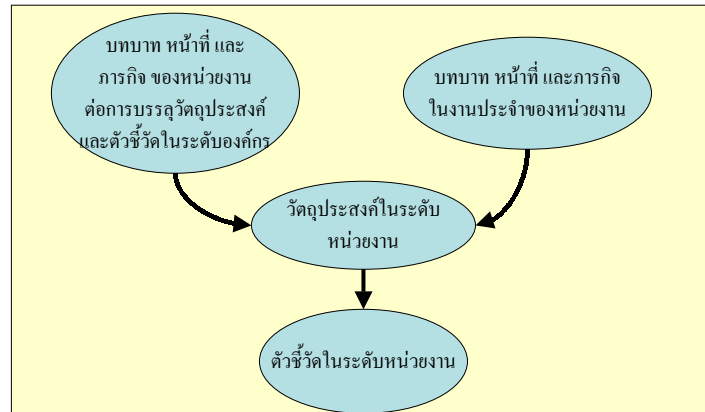 บทบาท หน้าที่ และ
ภารกิจ ของหน่วยงาน
ต่อการบรรลุวัตถุประสงค์
และตัวชี้วัดในระดับองค์กร
บทบาท หน้าที่ และภารกิจ
ในงานประจำของหน่วยงาน
วัตถุประสงค์ในระดับ
หน่วยงาน
ตัวชี้วัดในระดับหน่วยงาน